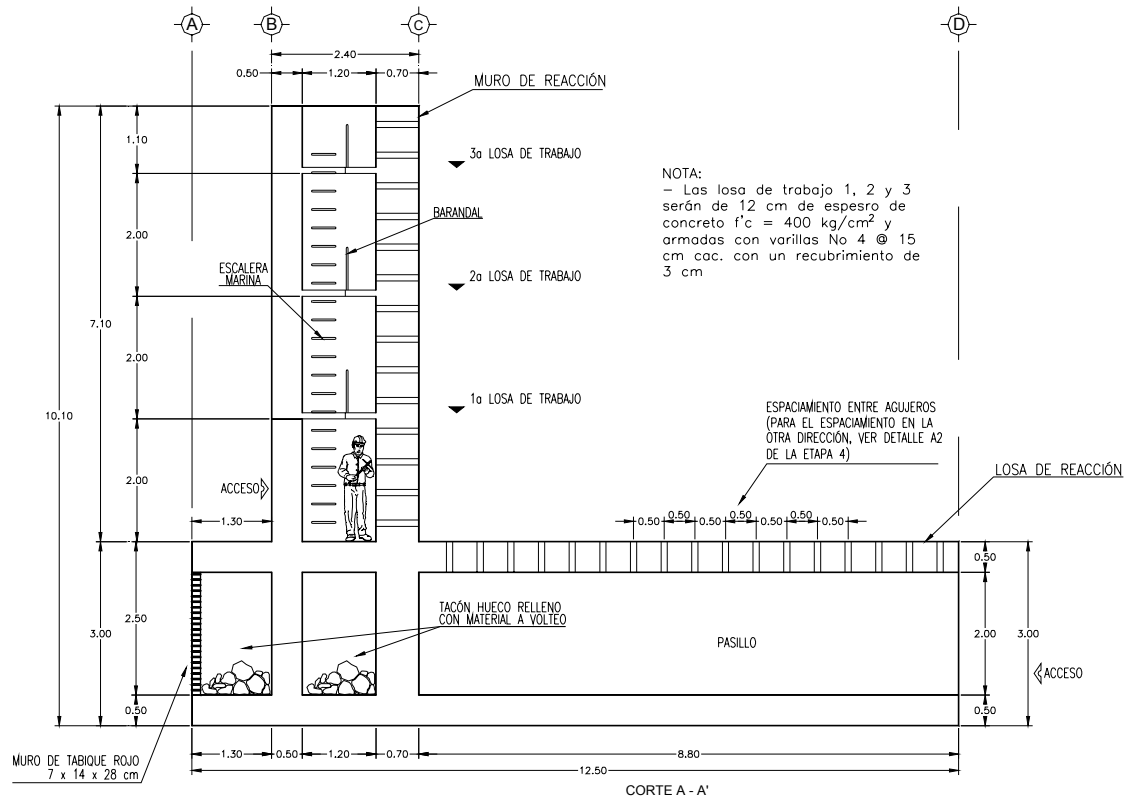 A
B
C
D
2.40
0.50
1.20
0.70
MURO DE REACCIÓN
1.10
3a LOSA DE TRABAJO
NOTA:
– Las losa de trabajo 1, 2 y 3
serán de 12 cm de espesro de
concreto f'c = 400 kg/cm² y
armadas con varillas No 4 @ 15
cm cac. con un recubrimiento de
3 cm
2.00
BARANDAL
ESCALERA
MARINA
2a LOSA DE TRABAJO
7.10
2.00
10.10
1a LOSA DE TRABAJO
ESPACIAMIENTO ENTRE AGUJEROS
(PARA EL ESPACIAMIENTO EN LA
OTRA DIRECCIÓN, VER DETALLE A2
DE LA ETAPA 4)
2.00
ACCESO
LOSA DE REACCIÓN
1.30
0.50
0.50
0.50
0.50
0.50
0.50
0.50
0.50
2.50
3.00
TACÓN HUECO RELLENO
CON MATERIAL A VOLTEO
PASILLO
2.00
3.00
ACCESO
0.50
0.50
MURO DE TABIQUE ROJO
7 x 14 x 28 cm
1.30
0.50
1.20
0.70
8.80
12.50
CORTE A - A'